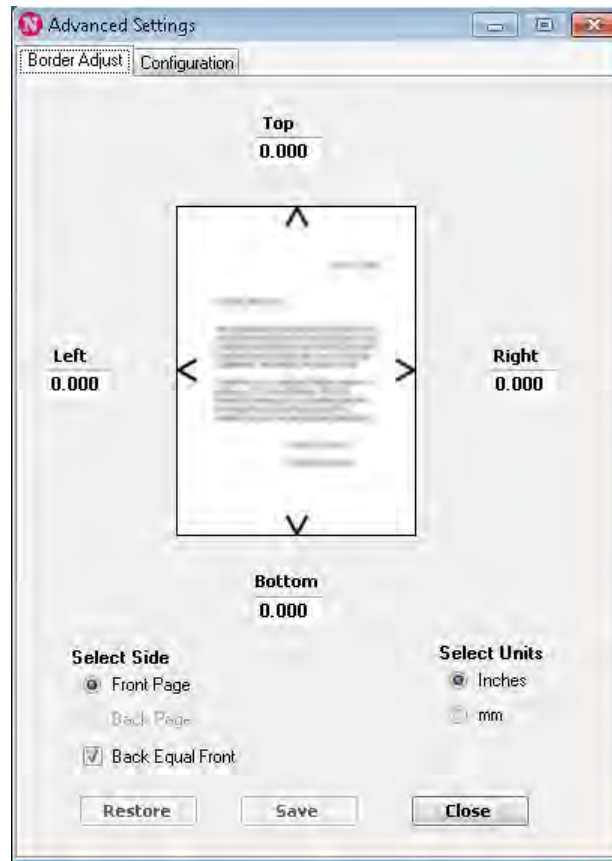 N Advanced Settings
Border Adjust Configuration
Top
0.000
Left Right
0.000 0.000
Bottom
0.000
Select Side Select Units
Front Page Inches
Back Page mm
Back Equal Front
Restore Save Close